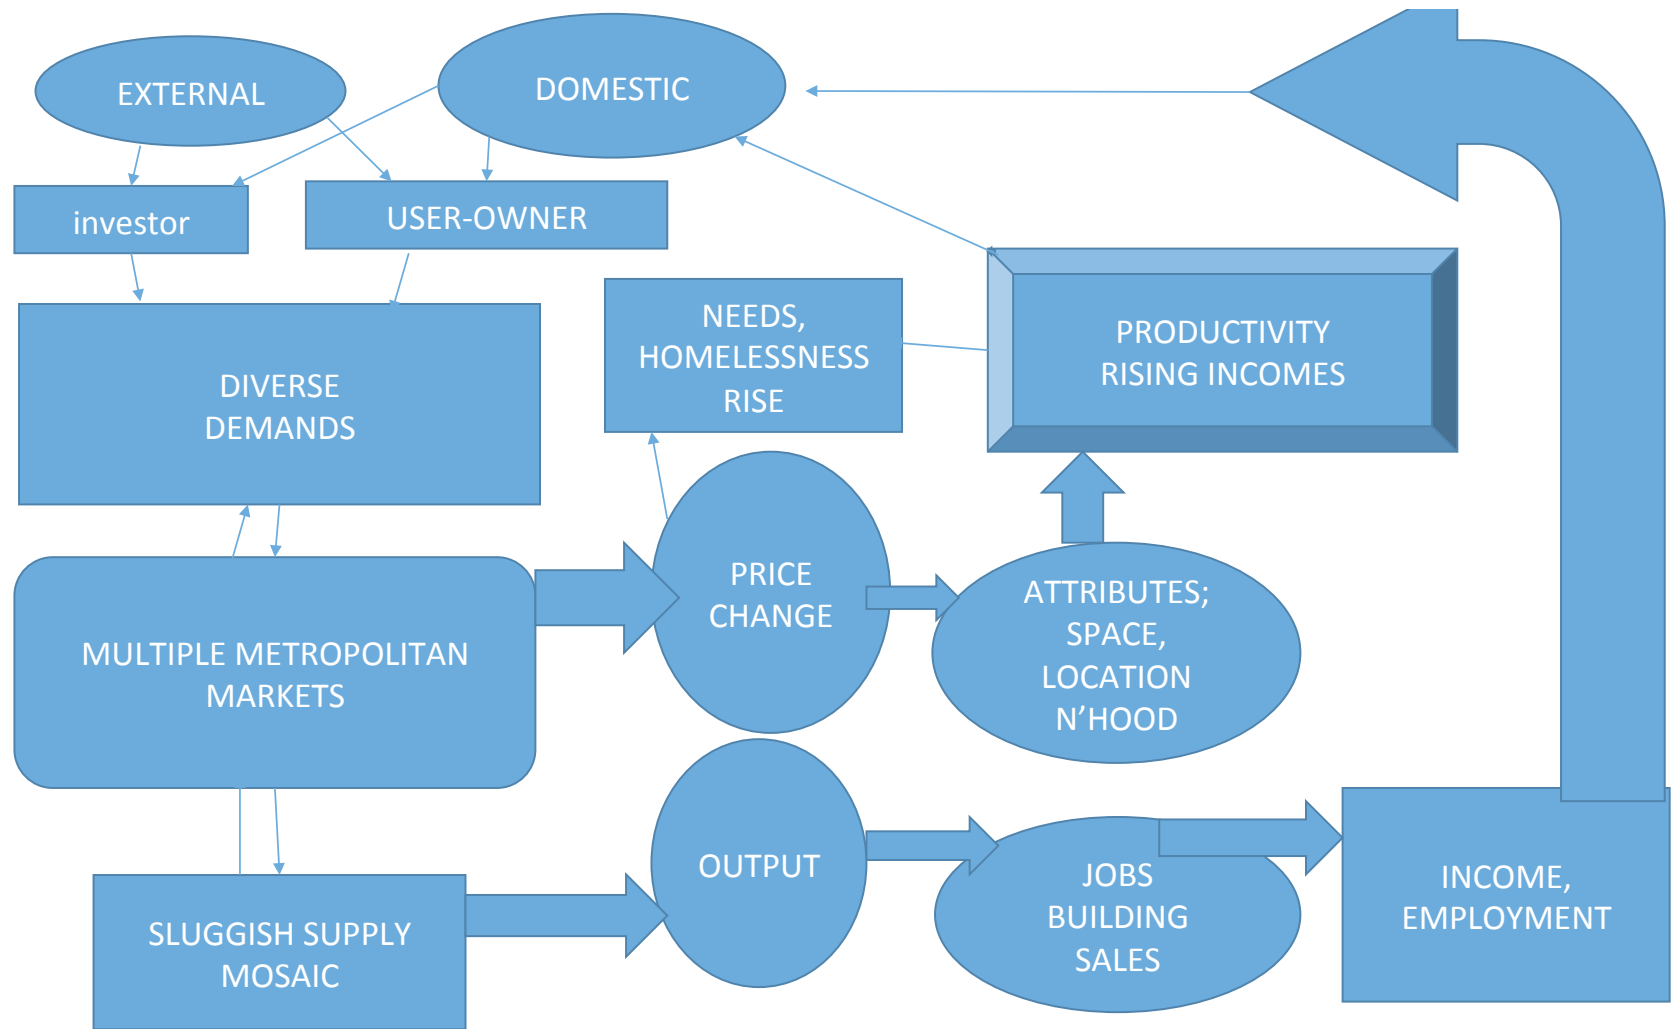 EXTERNAL
DOMESTIC
investor
USER-OWNER
DIVERSE
DEMANDS
NEEDS,
HOMELESSNESS
RISE
PRODUCTIVITY
RISING INCOMES
MULTIPLE METROPOLITAN
MARKETS
PRICE
CHANGE
ATTRIBUTES;
SPACE,
LOCATION
N’HOOD
SLUGGISH SUPPLY
MOSAIC
OUTPUT
JOBS
BUILDING
SALES
INCOME,
EMPLOYMENT